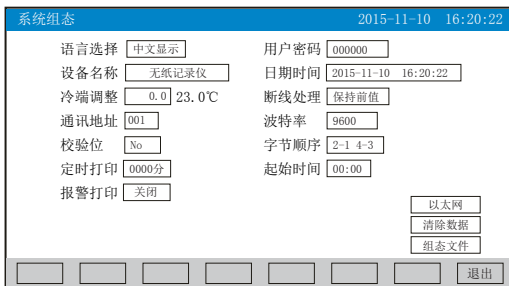 系统组态 2015-11-10 16:20:22
语言选择 中文显示 用户密码 000000
设备名称 无纸记录仪 日期时间 2015-11-10 16:20:22
冷端调整 0.0 23.0℃ 断线处理 保持前值
通讯地址 001 波特率 9600
校验位 No 字节顺序 2-1 4-3
定时打印 0000分 起始时间 00:00
报警打印 关闭
以太网
清除数据
组态文件
退出